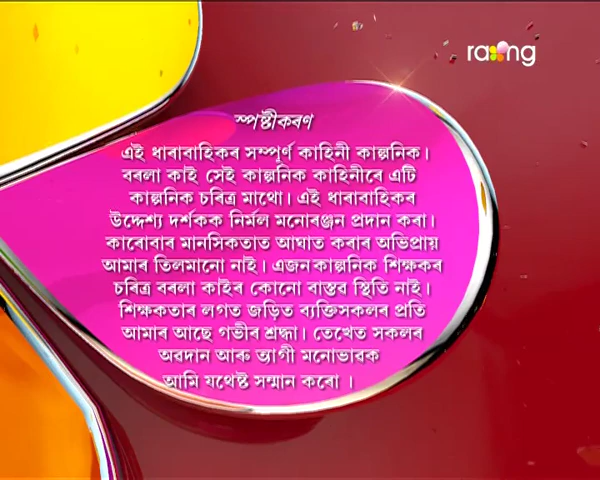 rang
স্পষ্টীকৰণ
এই ধাৰাবাহিকৰ সম্পূৰ্ণ কাহিনী কাল্পনিক।
বৰলা কাই সেই কাল্পনিক কাহিনীৰে এটি
কাল্পনিক চৰিত্ৰ মাথো। এই ধাৰাবাহিকৰ
উদ্দেশ্য দৰ্শকক নিৰ্মল মনোৰঞ্জন প্ৰদান কৰা।
কাৰোবাৰ মানসিকতাত আঘাত কৰাৰ অভিপ্ৰায়
আমাৰ তিলমানো নাই। এজন কাল্পনিক শিক্ষকৰ
চৰিত্ৰ বৰলা কাইৰ কোনো বাস্তৱ স্থিতি নাই।
শিক্ষকতাৰ লগত জড়িত ব্যক্তিসকলৰ প্ৰতি
আমাৰ আছে গভীৰ শ্ৰদ্ধা। তেখেত সকলৰ
অৱদান আৰু ত্যাগী মনোভাৱক
আমি যথেষ্ট সন্মান কৰো ।